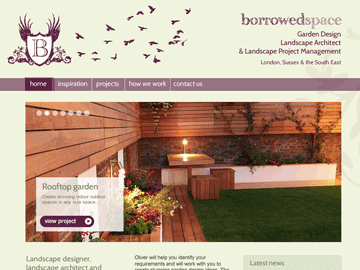 B
borrowedspace
Garden Design
Landscape Architect
& Landscape Project Management
London, Sussex & the South East
home
inspiration
projects
how we work
contact us
Rooftop garden
Create stunning indoor outdoor
spaces in any size space.
view project
Landscape designer,
landscape architect and
Oliver will help you identify your
requirements and will work with you to
create stunning garden design ideas. The
Latest news